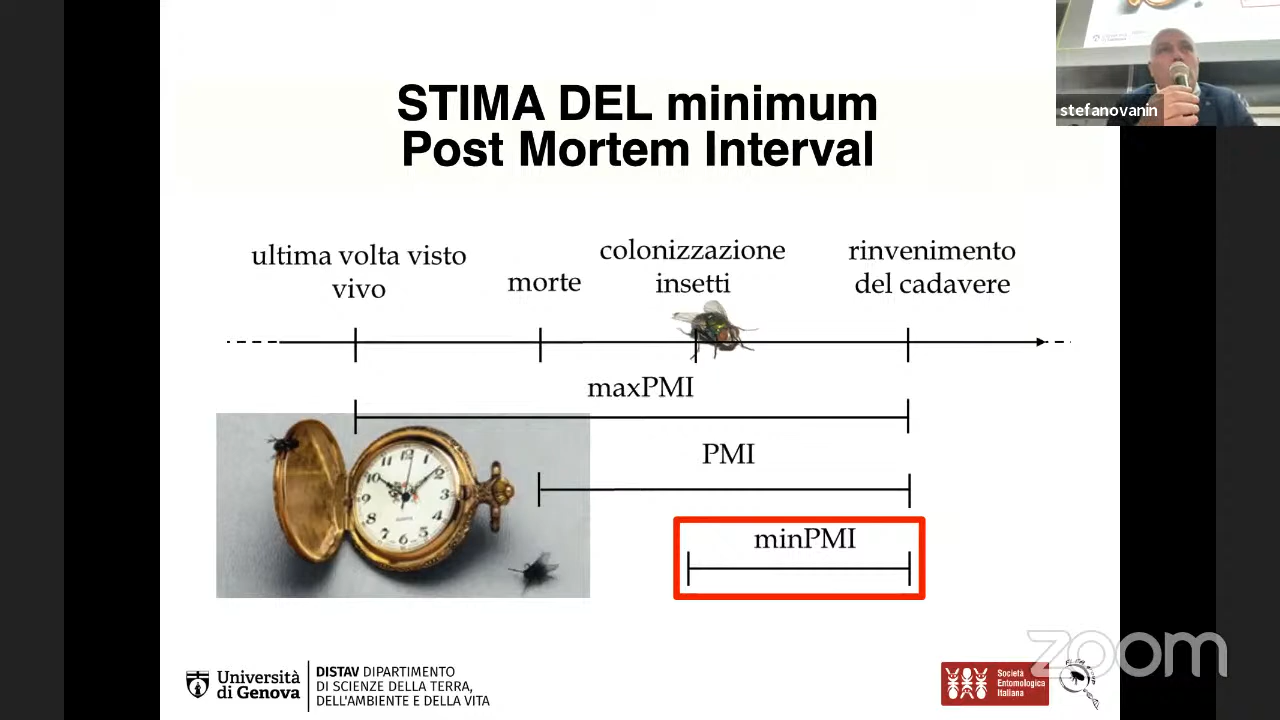 STIMA DEL minimum
Post Mortem Interval
stefanovanin
ultima volta visto
vivo
morte
colonizzazione
insetti
rinvenimento
del cadavere
maxPMI
PMI
minPMI
Università
di Genova
DISTAV DIPARTIMENTO
DI SCIENZE DELLA TERRA,
DELL'AMBIENTE E DELLA VITA
Società
Entomologica
Italiana
zoom